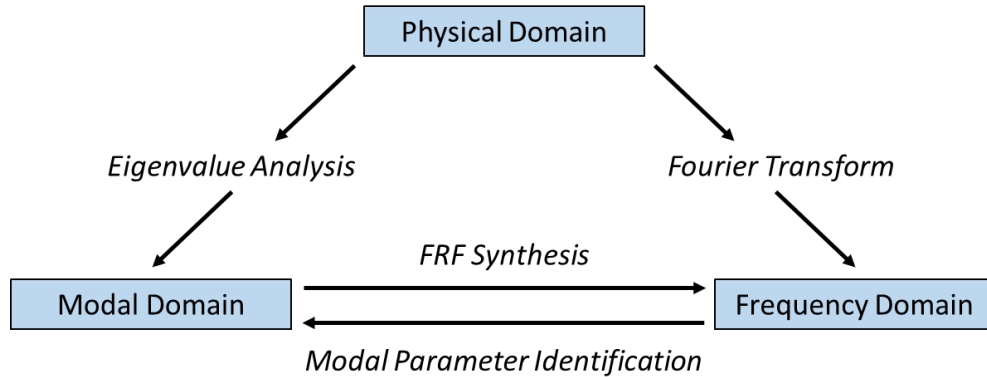 Physical Domain
Eigenvalue Analysis
Fourier Transform
FRF Synthesis
Modal Domain
Frequency Domain
Modal Parameter Identification